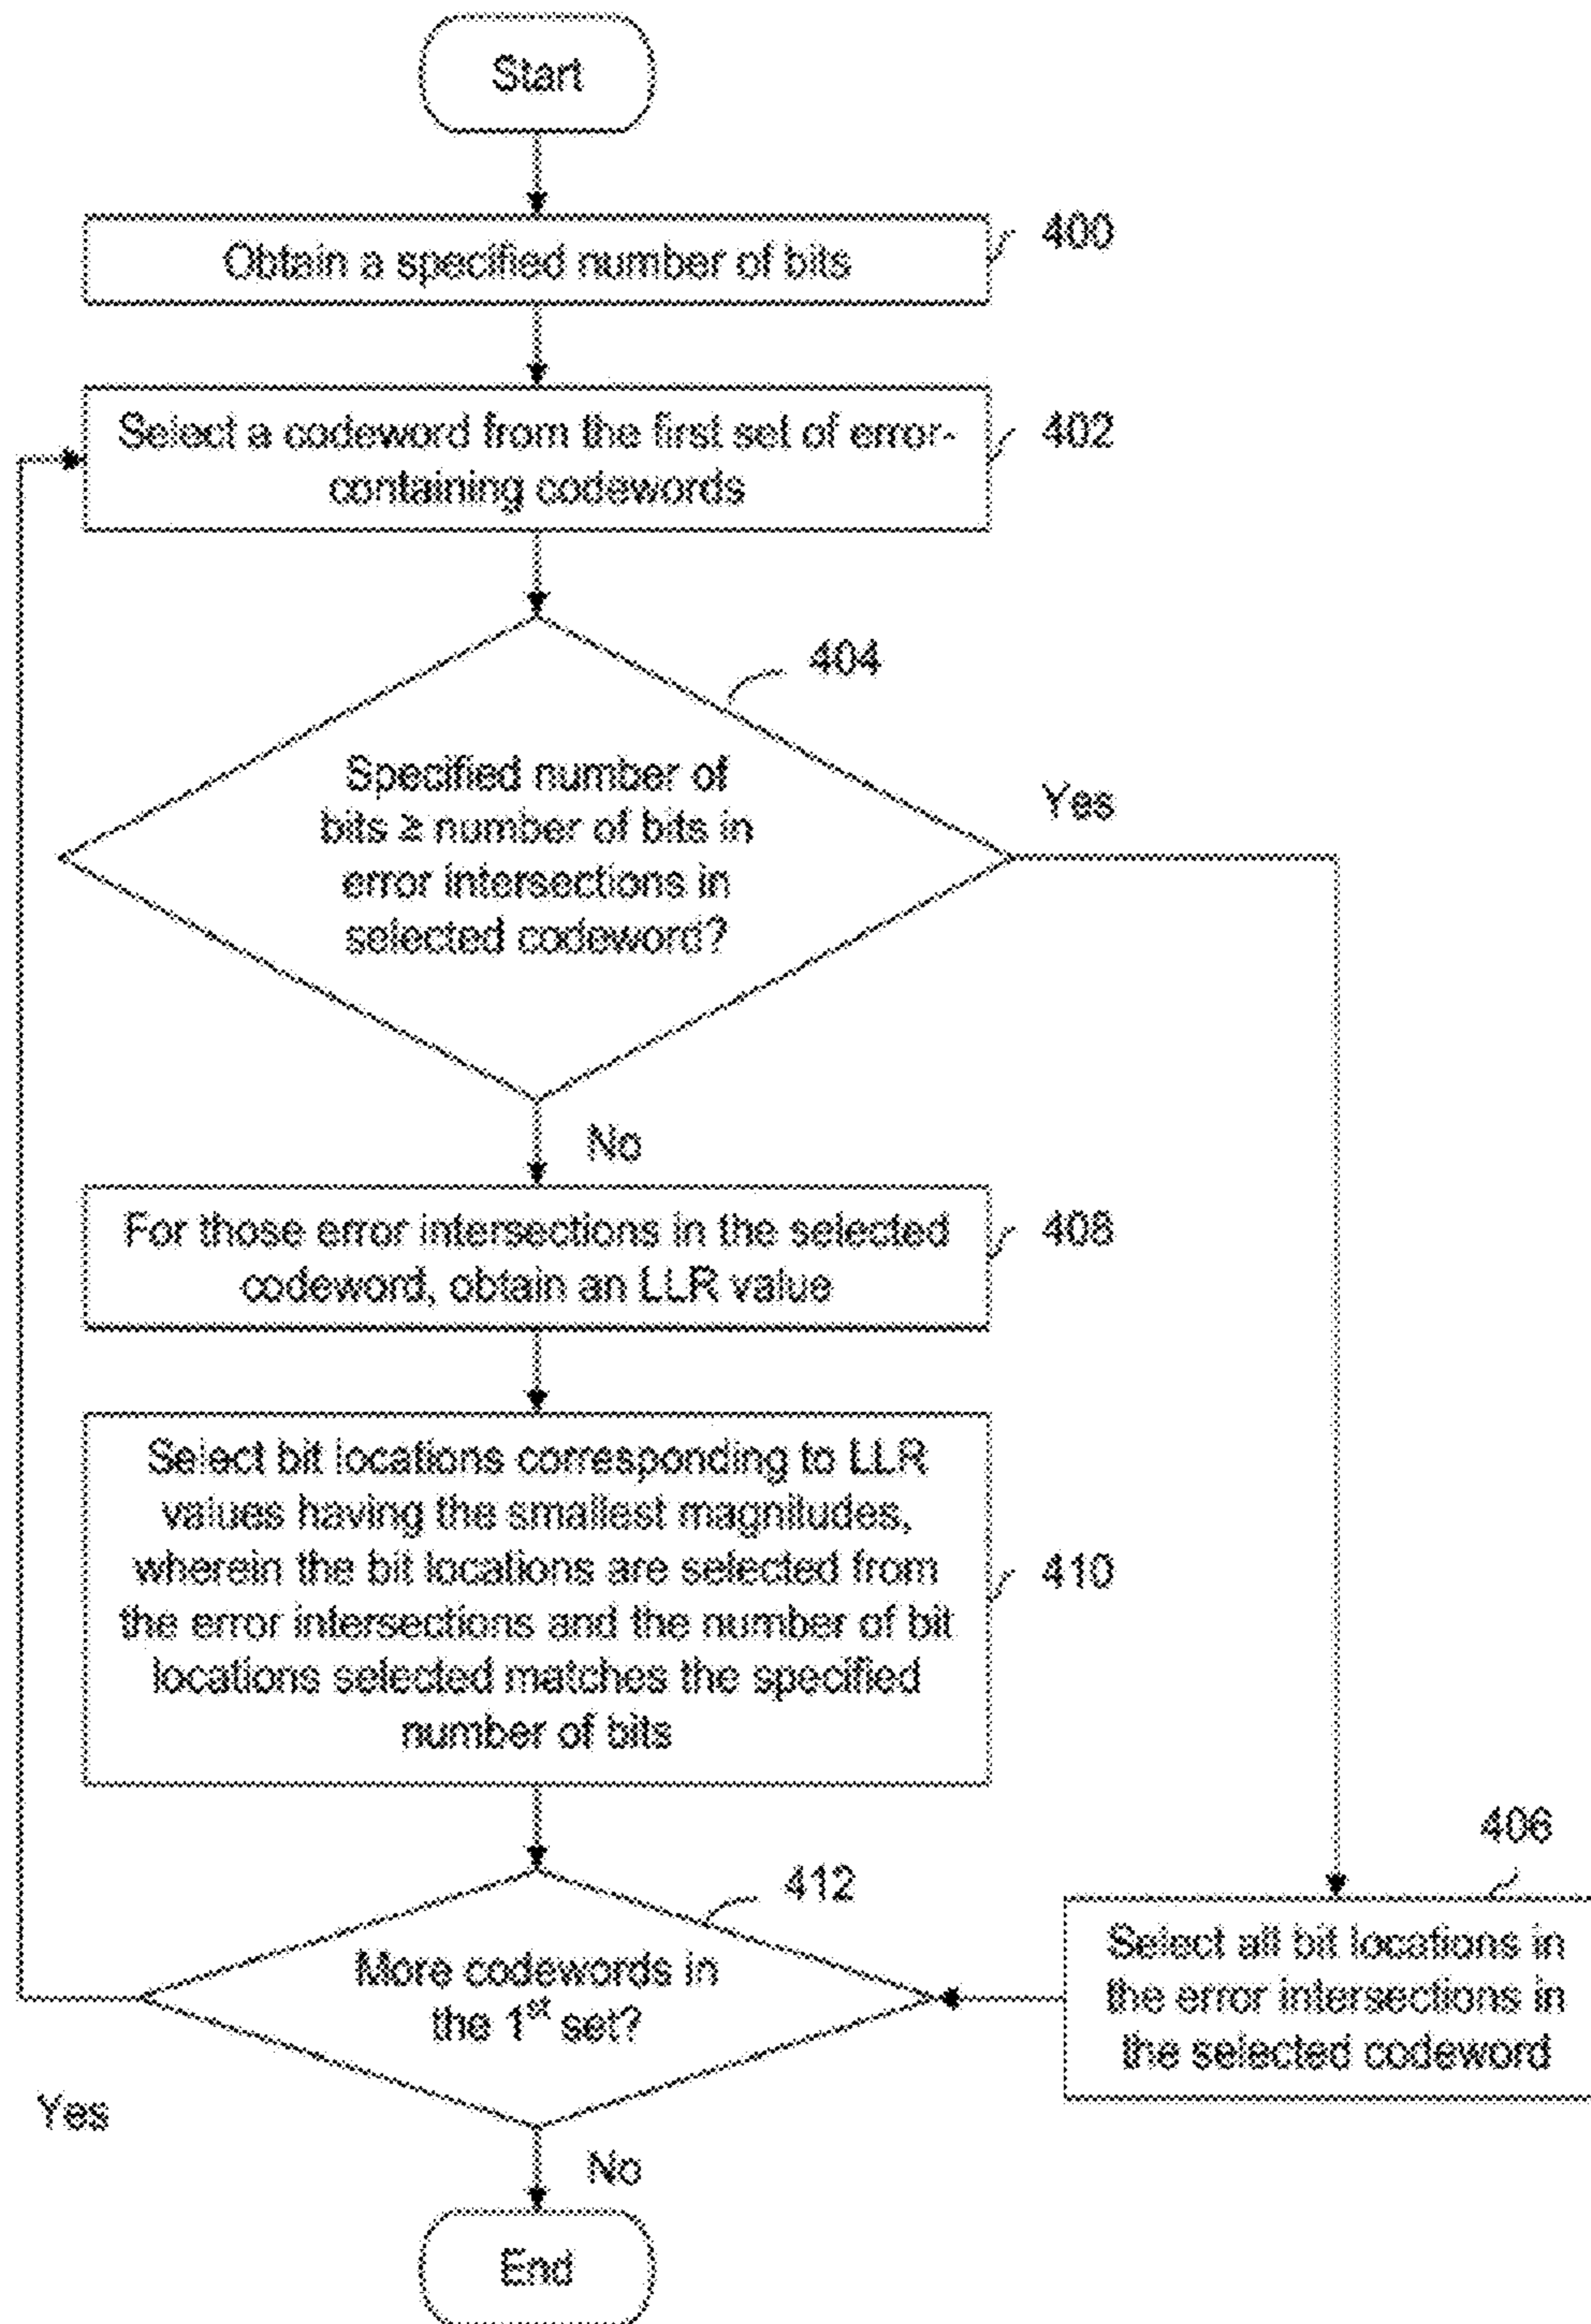 Start
Obtain a specified number of bits
400
Select a codeword from the first set of error-
containing codewords
402
404
Specified number of
bits ≥ number of bits in
error intersections in
selected codeword?
Yes
No
For those error intersections in the selected
codeword, obtain an LLR value
408
Select bit locations corresponding to LLR
values having the smallest magnitudes,
wherein the bit locations are selected from
the error intersections and the number of bit
locations selected matches the specified
number of bits
410
406
Select all bit locations in
the error intersections in
the selected codeword
412
More codewords in
the 1st set?
Yes
No
End